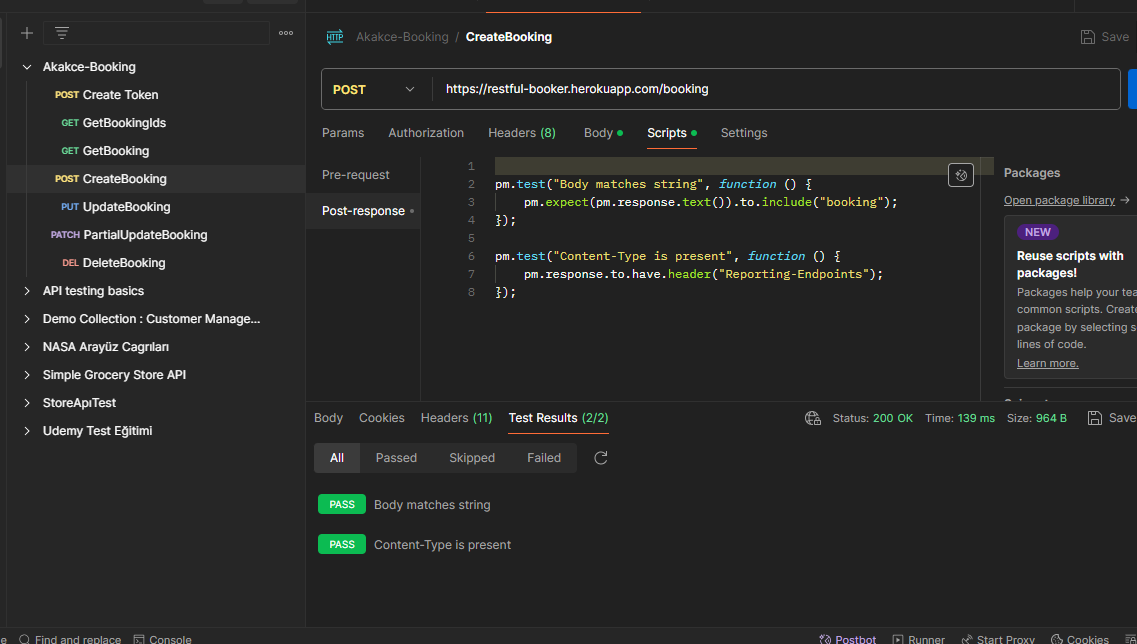 Akakce-Booking / CreateBooking
Save
Akakce-Booking
POST Create Token
GET GetBookingIds
GET GetBooking
POST CreateBooking
PUT UpdateBooking
PATCH PartialUpdateBooking
DEL DeleteBooking
API testing basics
Demo Collection : Customer Manage...
NASA Arayüz Cagrıları
Simple Grocery Store API
StoreApıTest
Udemy Test Eğitimi
POST https://restful-booker.herokuapp.com/booking
Params Authorization Headers (8) Body Scripts Settings
Pre-request
Post-response
1
2 pm.test("Body matches string", function () {
3 pm.expect(pm.response.text()).to.include("booking");
4 });
5
6 pm.test("Content-Type is present", function () {
7 pm.response.to.have.header("Reporting-Endpoints");
8 });
Packages
Open package library →
NEW
Reuse scripts with
packages!
Packages help your tea
common scripts. Create
package by selecting s
lines of code.
Learn more.
Body Cookies Headers (11) Test Results (2/2) Status: 200 OK Time: 139 ms Size: 964 B Save
All Passed Skipped Failed
PASS Body matches string
PASS Content-Type is present
e Find and replace Console Postbot Runner Start Proxy Cookies